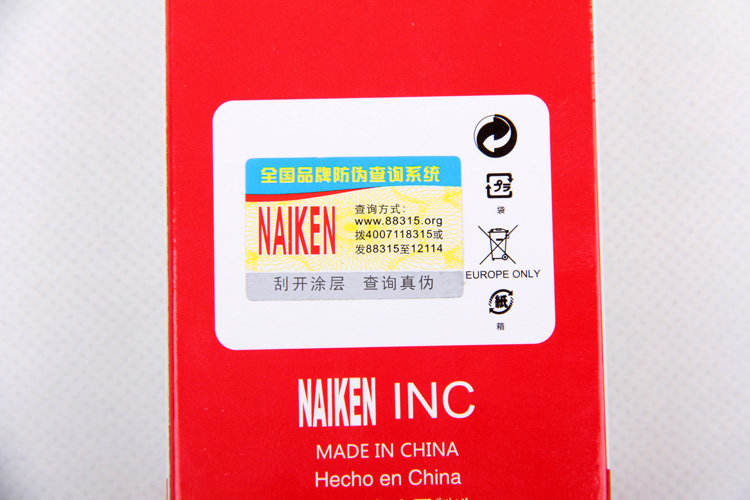 全国品牌防伪查询系统
NAIKEN
查询方式：
www.88315.org
拨4007118315或
发88315至12114
刮开涂层 查询真伪
プラ
袋
EUROPE ONLY
紙
箱
NAIKEN INC
MADE IN CHINA
Hecho en China